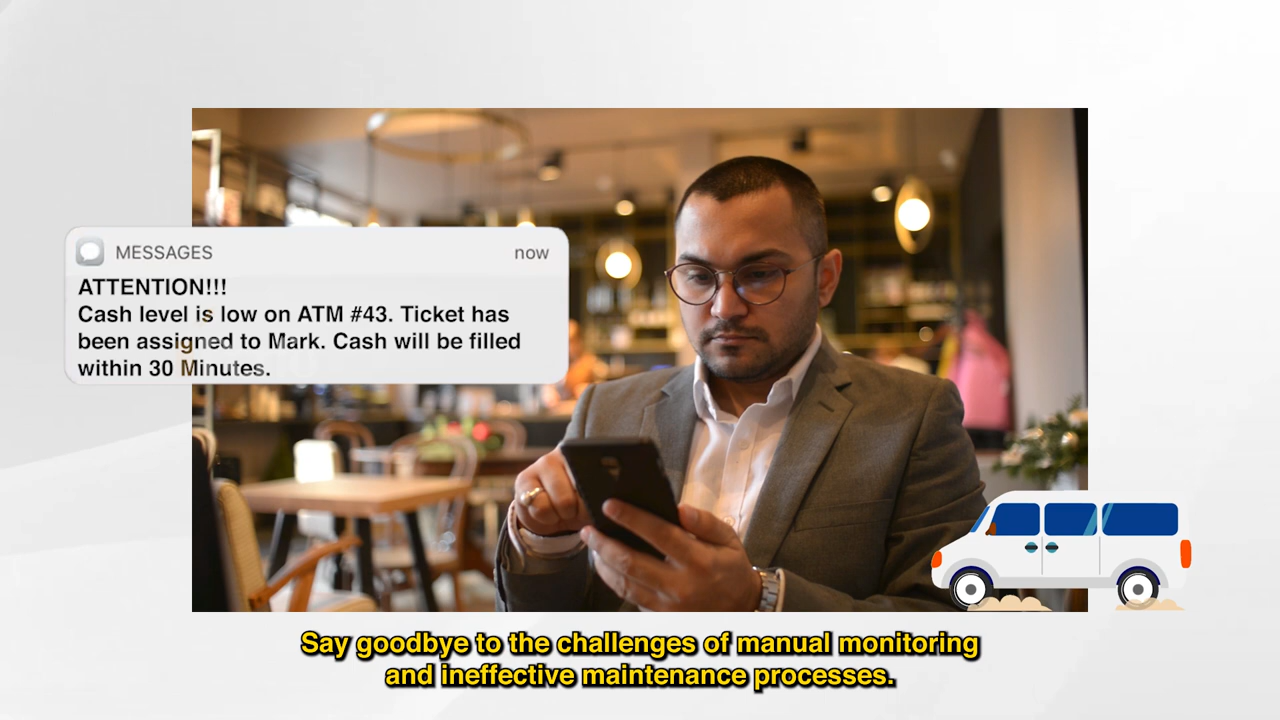 MESSAGES now
ATTENTION!!!
Cash level is low on ATM #43. Ticket has
been assigned to Mark. Cash will be filled
within 30 Minutes.
Say goodbye to the challenges of manual monitoring
and ineffective maintenance processes.